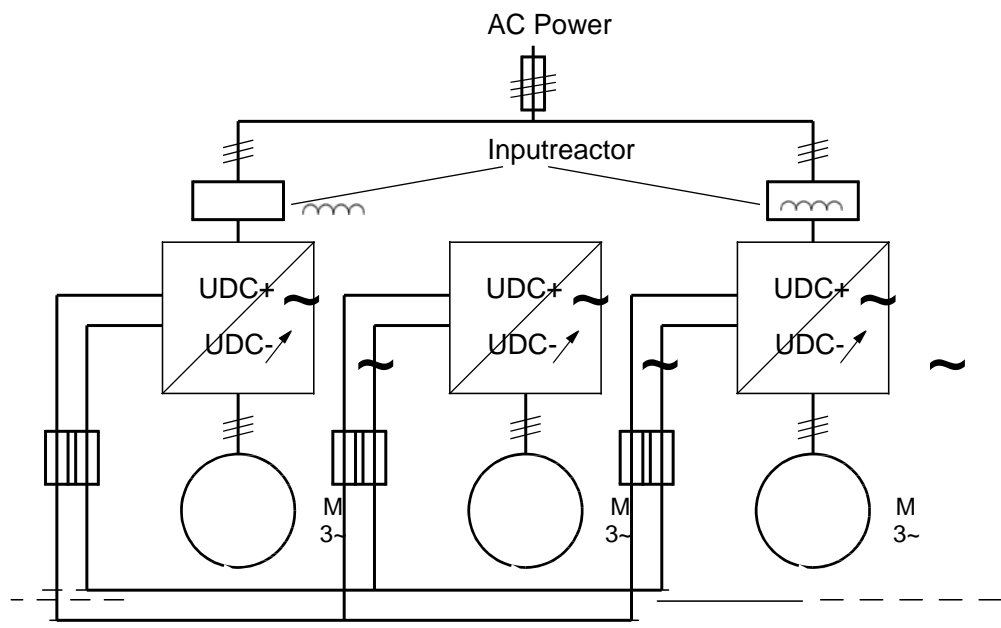 AC Power
Inputreactor
UDC+ ~
UDC- ~
UDC+ ~
UDC- ~
UDC+ ~
UDC- ~
M
3~
M
3~
M
3~